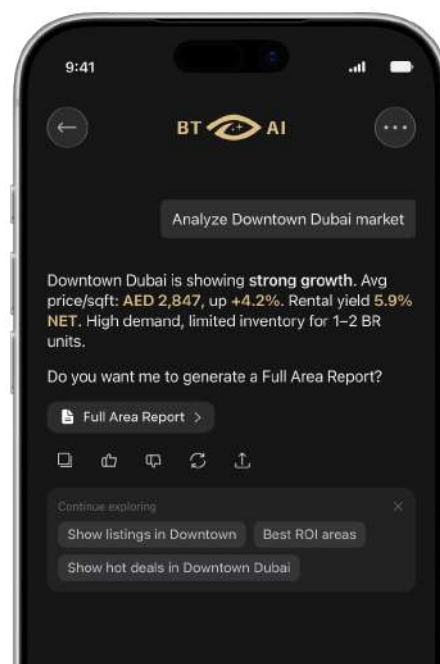 9:41
BT AI
Analyze Downtown Dubai market
Downtown Dubai is showing strong growth. Avg
price/sqft: AED 2,847, up +4.2%. Rental yield 5.9%
NET. High demand, limited inventory for 1–2 BR
units.
Do you want me to generate a Full Area Report?
Full Area Report >
Continue exploring
Show listings in Downtown
Best ROI areas
Show hot deals in Downtown Dubai